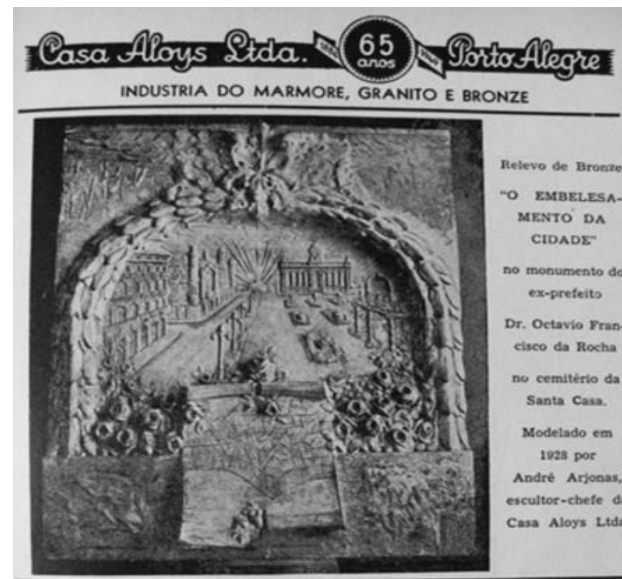 Casa Aloys Ltda. 65 anos Porto Alegre
INDUSTRIA DO MARMORE, GRANITO E BRONZE
Relevo de Bronze
"O EMBELESA-
MENTO DA
CIDADE"
no monumento do
ex-prefeito
Dr. Octavio Fran-
cisco da Rocha
no cemitério da
Santa Casa.
Modelado em
1928 por
André Arjonas,
escultor-chefe d
Casa Aloys Ltd